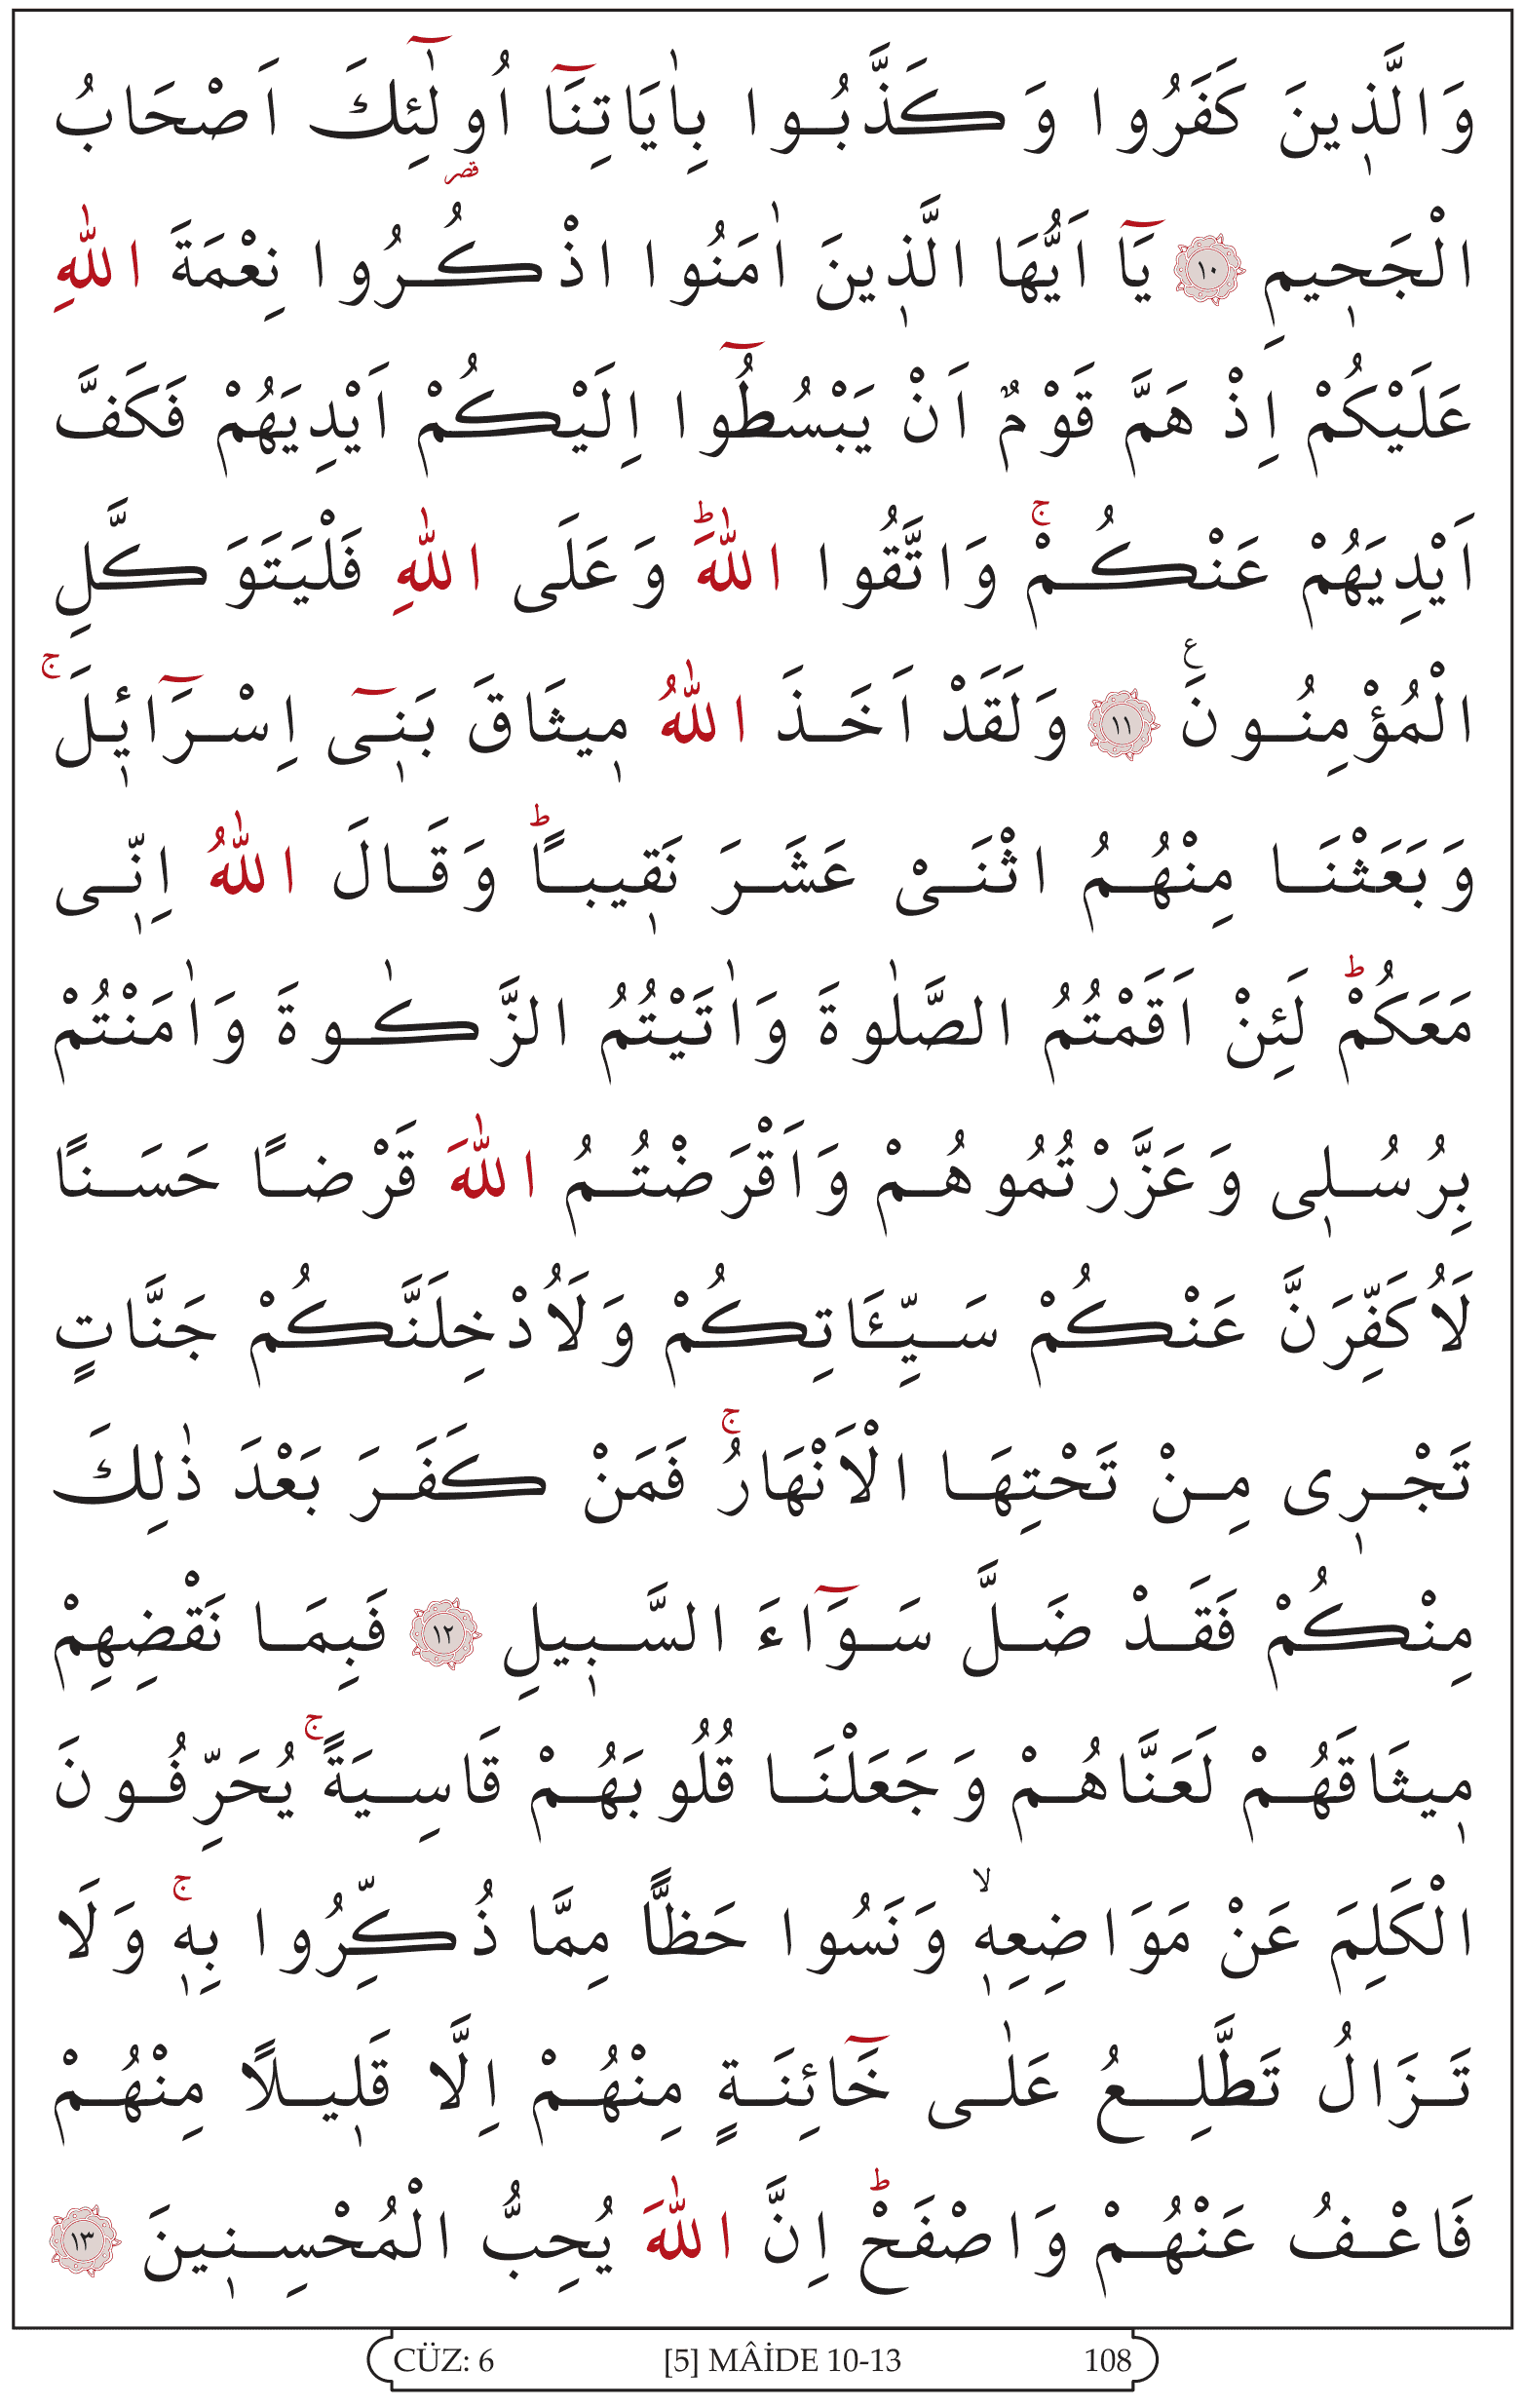 وَالَّذ۪ينَ كَفَرُوا وَكَذَّبُوا بِاٰيَاتِنَٓا اُو۬لٰٓئِكَ اَصْحَابُ
الْجَح۪يمِ ﴿١٠﴾ يَٓا اَيُّهَا الَّذ۪ينَ اٰمَنُوا اذْكُرُوا نِعْمَةَ اللّٰهِ
عَلَيْكُمْ اِذْ هَمَّ قَوْمٌ اَنْ يَبْسُطُٓوا اِلَيْكُمْ اَيْدِيَهُمْ فَكَفَّ
اَيْدِيَهُمْ عَنْكُمْۚ وَاتَّقُوا اللّٰهَۜ وَعَلَى اللّٰهِ فَلْيَتَوَكَّلِ
الْمُؤْمِنُونَ۟ ﴿١١﴾ وَلَقَدْ اَخَذَ اللّٰهُ م۪يثَاقَ بَن۪ٓى اِسْرَٓاء۪يلَۚ
وَبَعَثْنَا مِنْهُمُ اثْنَىْ عَشَرَ نَق۪يبًاۜ وَقَالَ اللّٰهُ اِنّ۪ى
مَعَكُمْۜ لَئِنْ اَقَمْتُمُ الصَّلٰوةَ وَاٰتَيْتُمُ الزَّكٰوةَ وَاٰمَنْتُمْ
بِرُسُل۪ى وَعَزَّرْتُمُوهُمْ وَاَقْرَضْتُمُ اللّٰهَ قَرْضًا حَسَنًا
لَاُكَفِّرَنَّ عَنْكُمْ سَيِّـَٔاتِكُمْ وَلَاُدْخِلَنَّكُمْ جَنَّاتٍ
تَجْر۪ى مِنْ تَحْتِهَا الْاَنْهَارُۚ فَمَنْ كَفَرَ بَعْدَ ذٰلِكَ
مِنْكُمْ فَقَدْ ضَلَّ سَوَٓاءَ السَّب۪يلِ ﴿١٢﴾ فَبِمَا نَقْضِهِمْ
م۪يثَاقَهُمْ لَعَنَّاهُمْ وَجَعَلْنَا قُلُوبَهُمْ قَاسِيَةًۚ يُحَرِّفُونَ
الْكَلِمَ عَنْ مَوَاضِعِه۪ۙ وَنَسُوا حَظًّا مِمَّا ذُكِّرُوا بِه۪ۚ وَلَا
تَزَالُ تَطَّلِعُ عَلٰى خَٓائِنَةٍ مِنْهُمْ اِلَّا قَل۪يلًا مِنْهُمْ
فَاعْفُ عَنْهُمْ وَاصْفَحْۜ اِنَّ اللّٰهَ يُحِبُّ الْمُحْسِن۪ينَ ﴿١٣﴾
CÜZ: 6 [5] MÂİDE 10-13 108